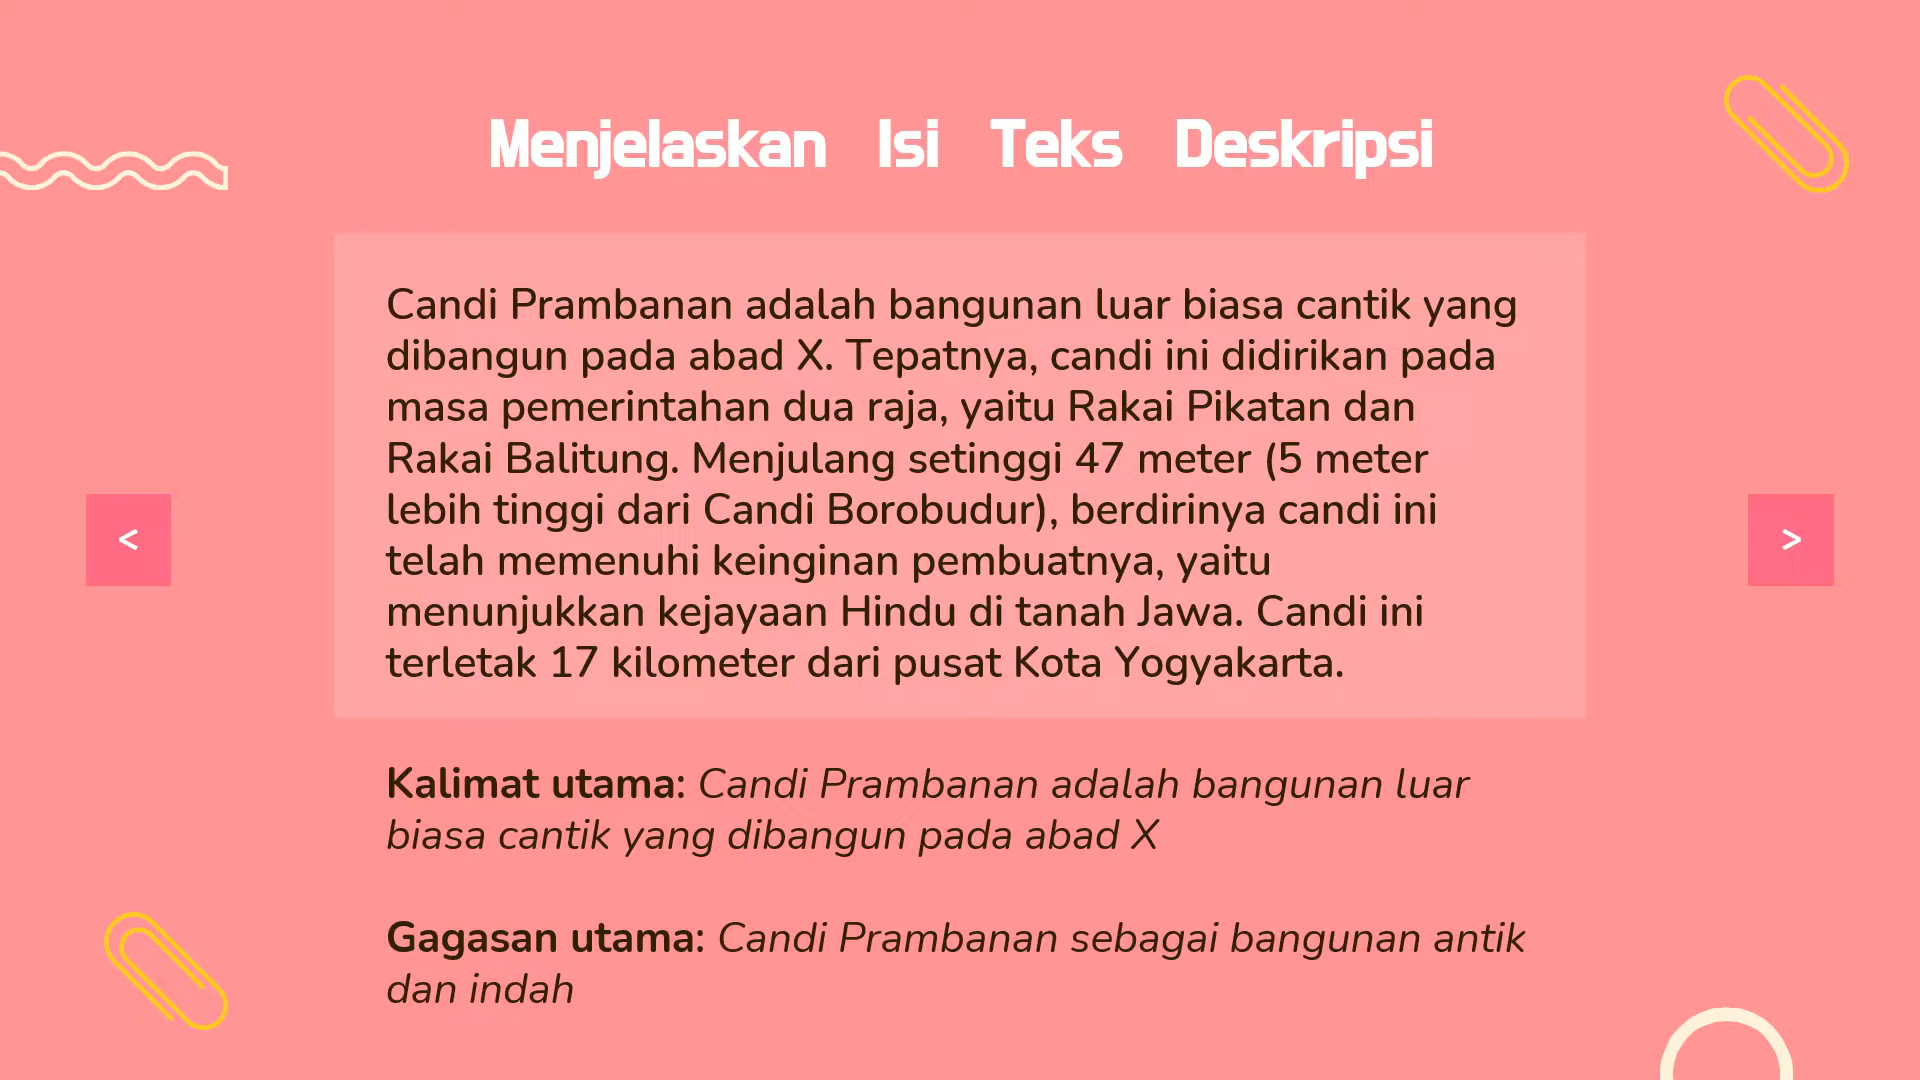 Menjelaskan Isi Teks Deskripsi
Candi Prambanan adalah bangunan luar biasa cantik yang
dibangun pada abad X. Tepatnya, candi ini didirikan pada
masa pemerintahan dua raja, yaitu Rakai Pikatan dan
Rakai Balitung. Menjulang setinggi 47 meter (5 meter
lebih tinggi dari Candi Borobudur), berdirinya candi ini
telah memenuhi keinginan pembuatnya, yaitu
menunjukkan kejayaan Hindu di tanah Jawa. Candi ini
terletak 17 kilometer dari pusat Kota Yogyakarta.
<
>
Kalimat utama: Candi Prambanan adalah bangunan luar
biasa cantik yang dibangun pada abad X
Gagasan utama: Candi Prambanan sebagai bangunan antik
dan indah